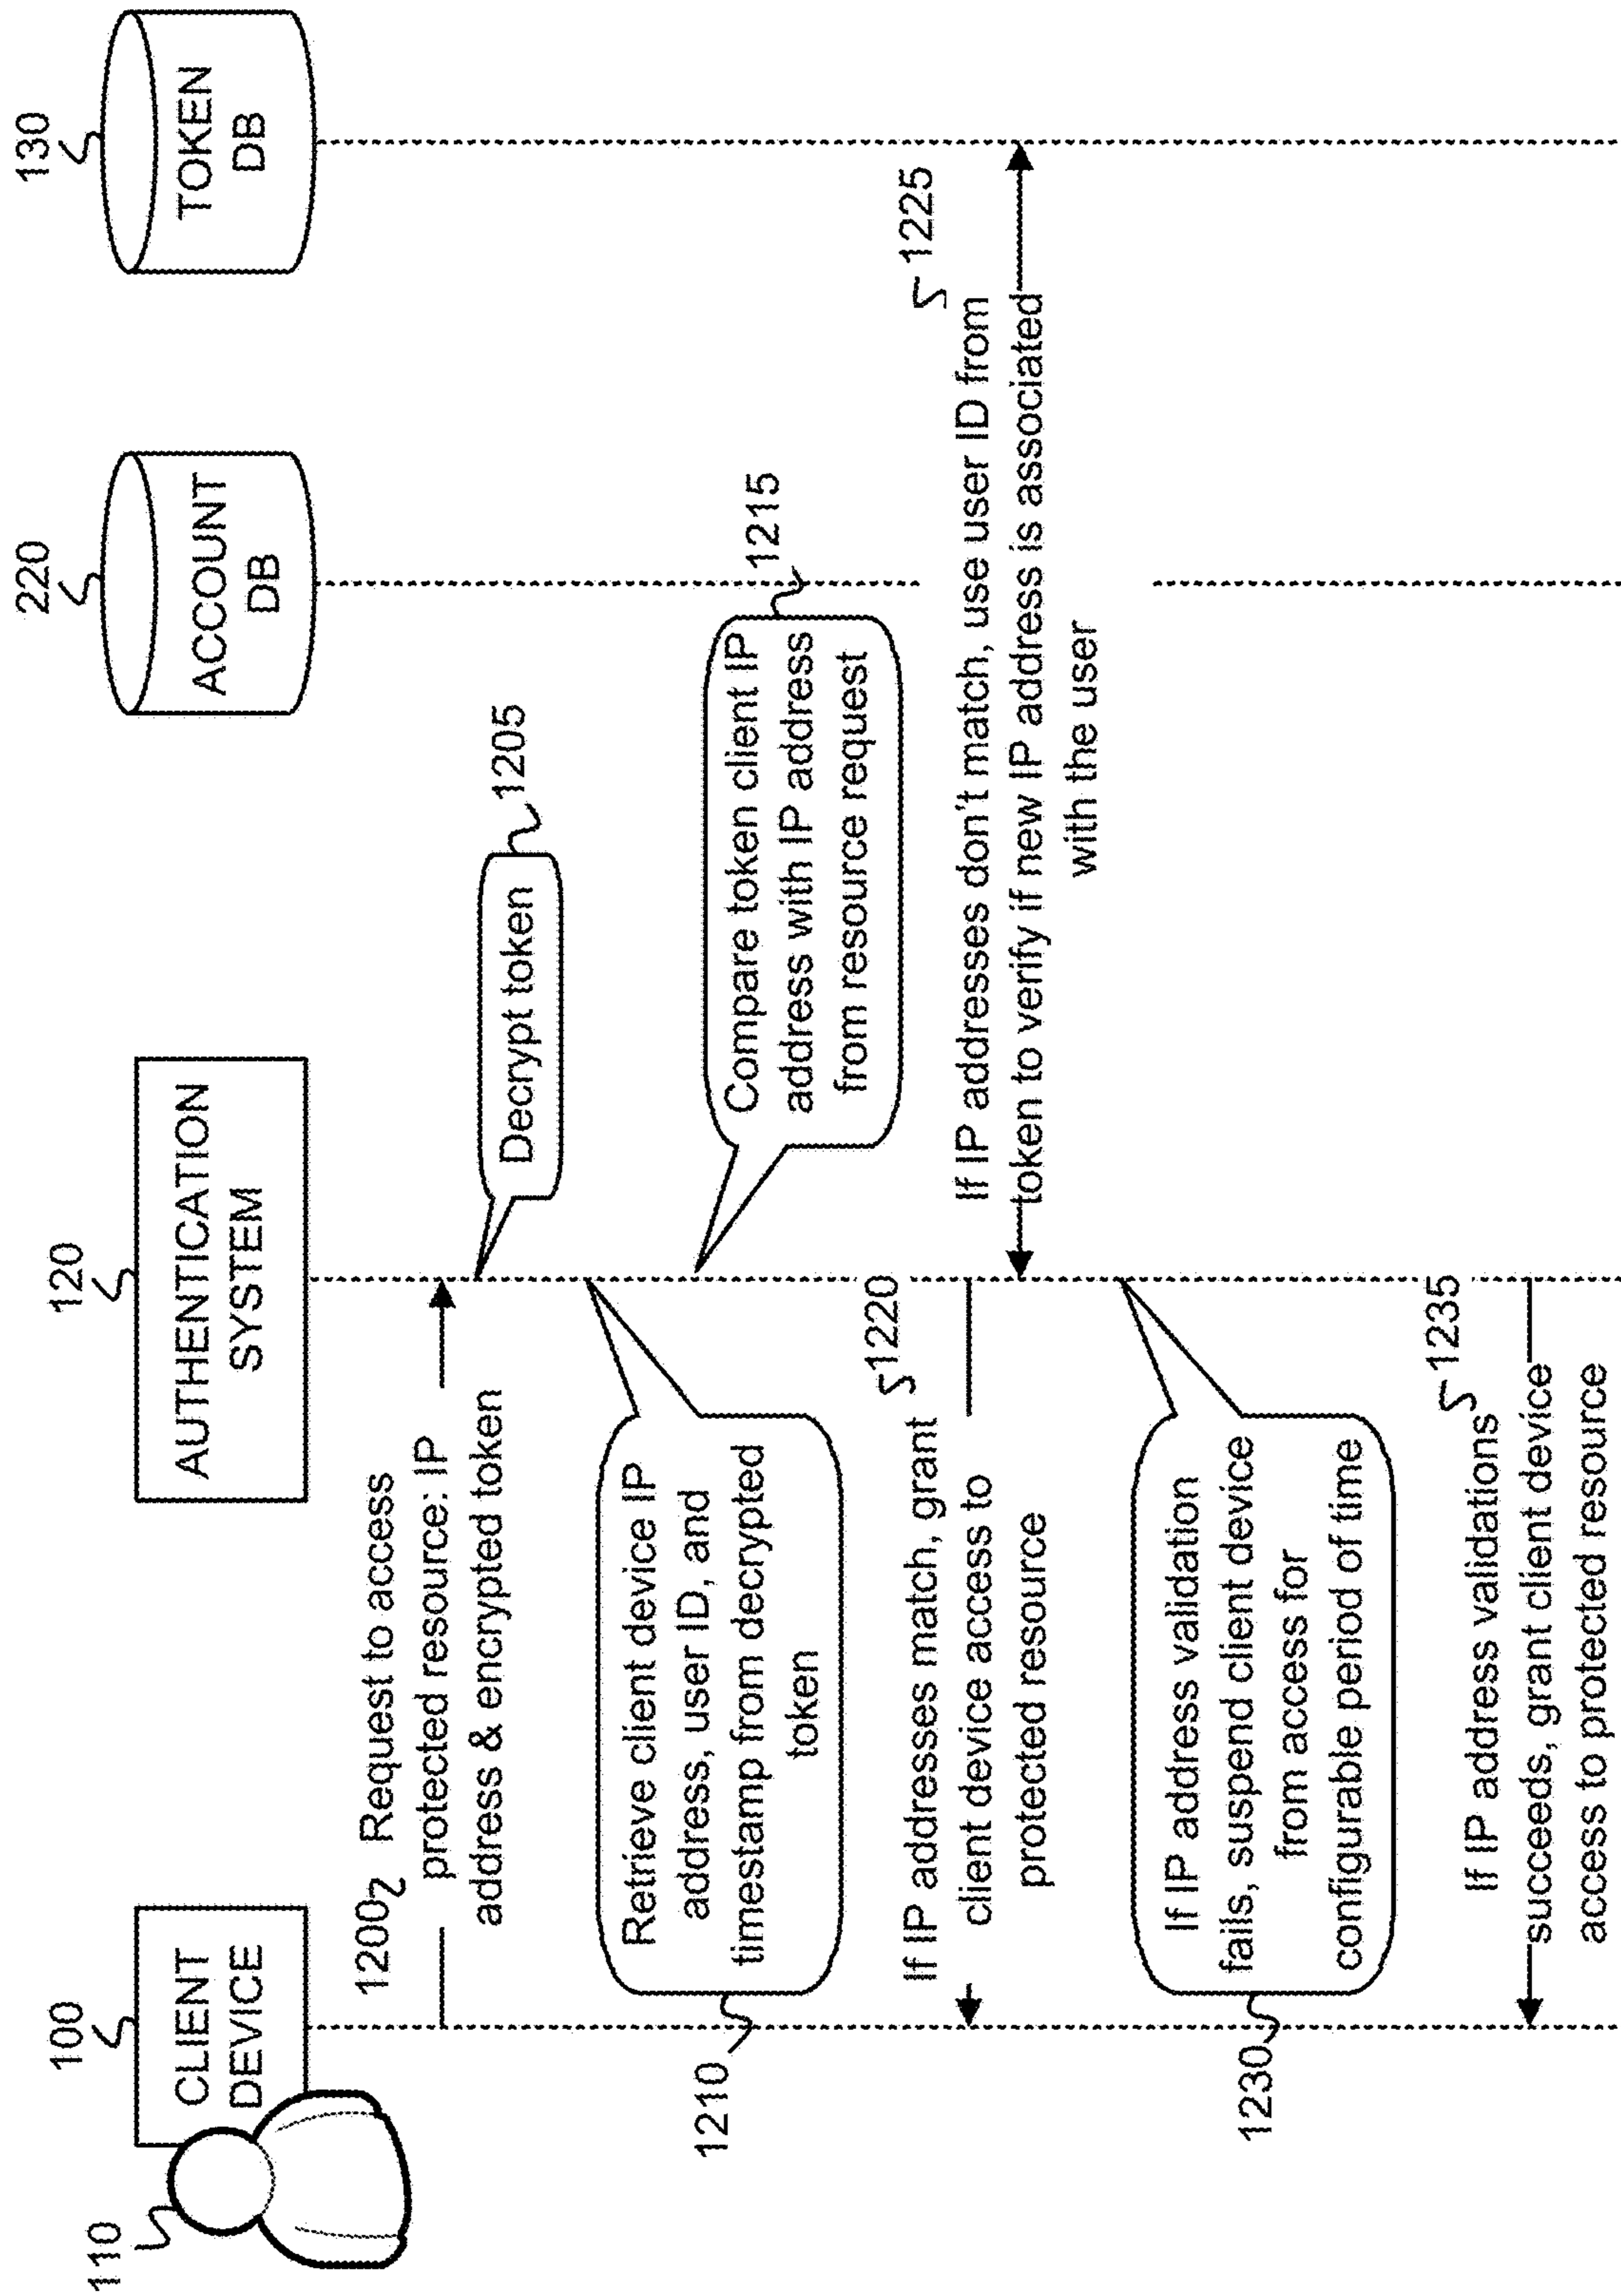 110
100
CLIENT
DEVICE
120
AUTHENTICATION
SYSTEM
220
ACCOUNT
DB
130
TOKEN
DB
1200
Request to access
protected resource: IP
address & encrypted token
Decrypt token
1205
Retrieve client device IP
address, user ID, and
timestamp from decrypted
token
1210
Compare token client IP
address with IP address
from resource request
1215
If IP addresses match, grant
client device access to
protected resource
1220
If IP addresses don't match, use user ID from
token to verify if new IP address is associated
with the user
1225
If IP address validation
fails, suspend client device
from access for
configurable period of time
1230
If IP address validations
succeeds, grant client device
access to protected resource
1235